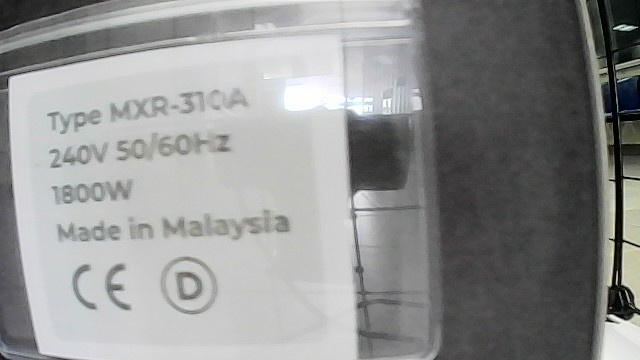 Type MXR-310A
240V 50/60Hz
1800W
Made in Malaysia
CE D